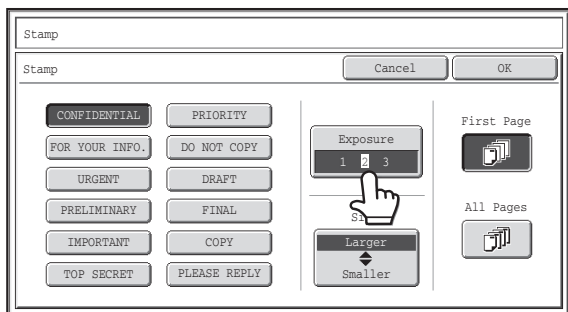 Stamp
Stamp
Cancel
OK
CONFIDENTIAL
PRIORITY
FOR YOUR INFO.
DO NOT COPY
URGENT
DRAFT
PRELIMINARY
FINAL
IMPORTANT
COPY
TOP SECRET
PLEASE REPLY
Exposure
1 2 3
Larger
Smaller
First Page
All Pages